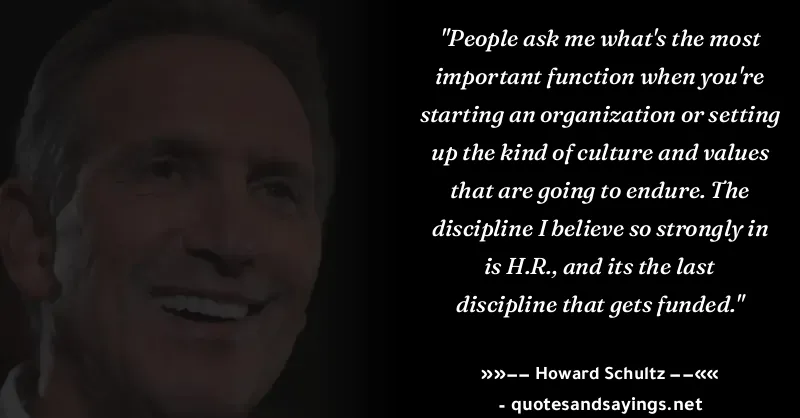 "People ask me what's the most
important function when you're
starting an organization or setting
up the kind of culture and values
that are going to endure. The
discipline I believe so strongly in
is H.R., and its the last
discipline that gets funded."
»»–– Howard Schultz ––««
- quotesandsayings.net